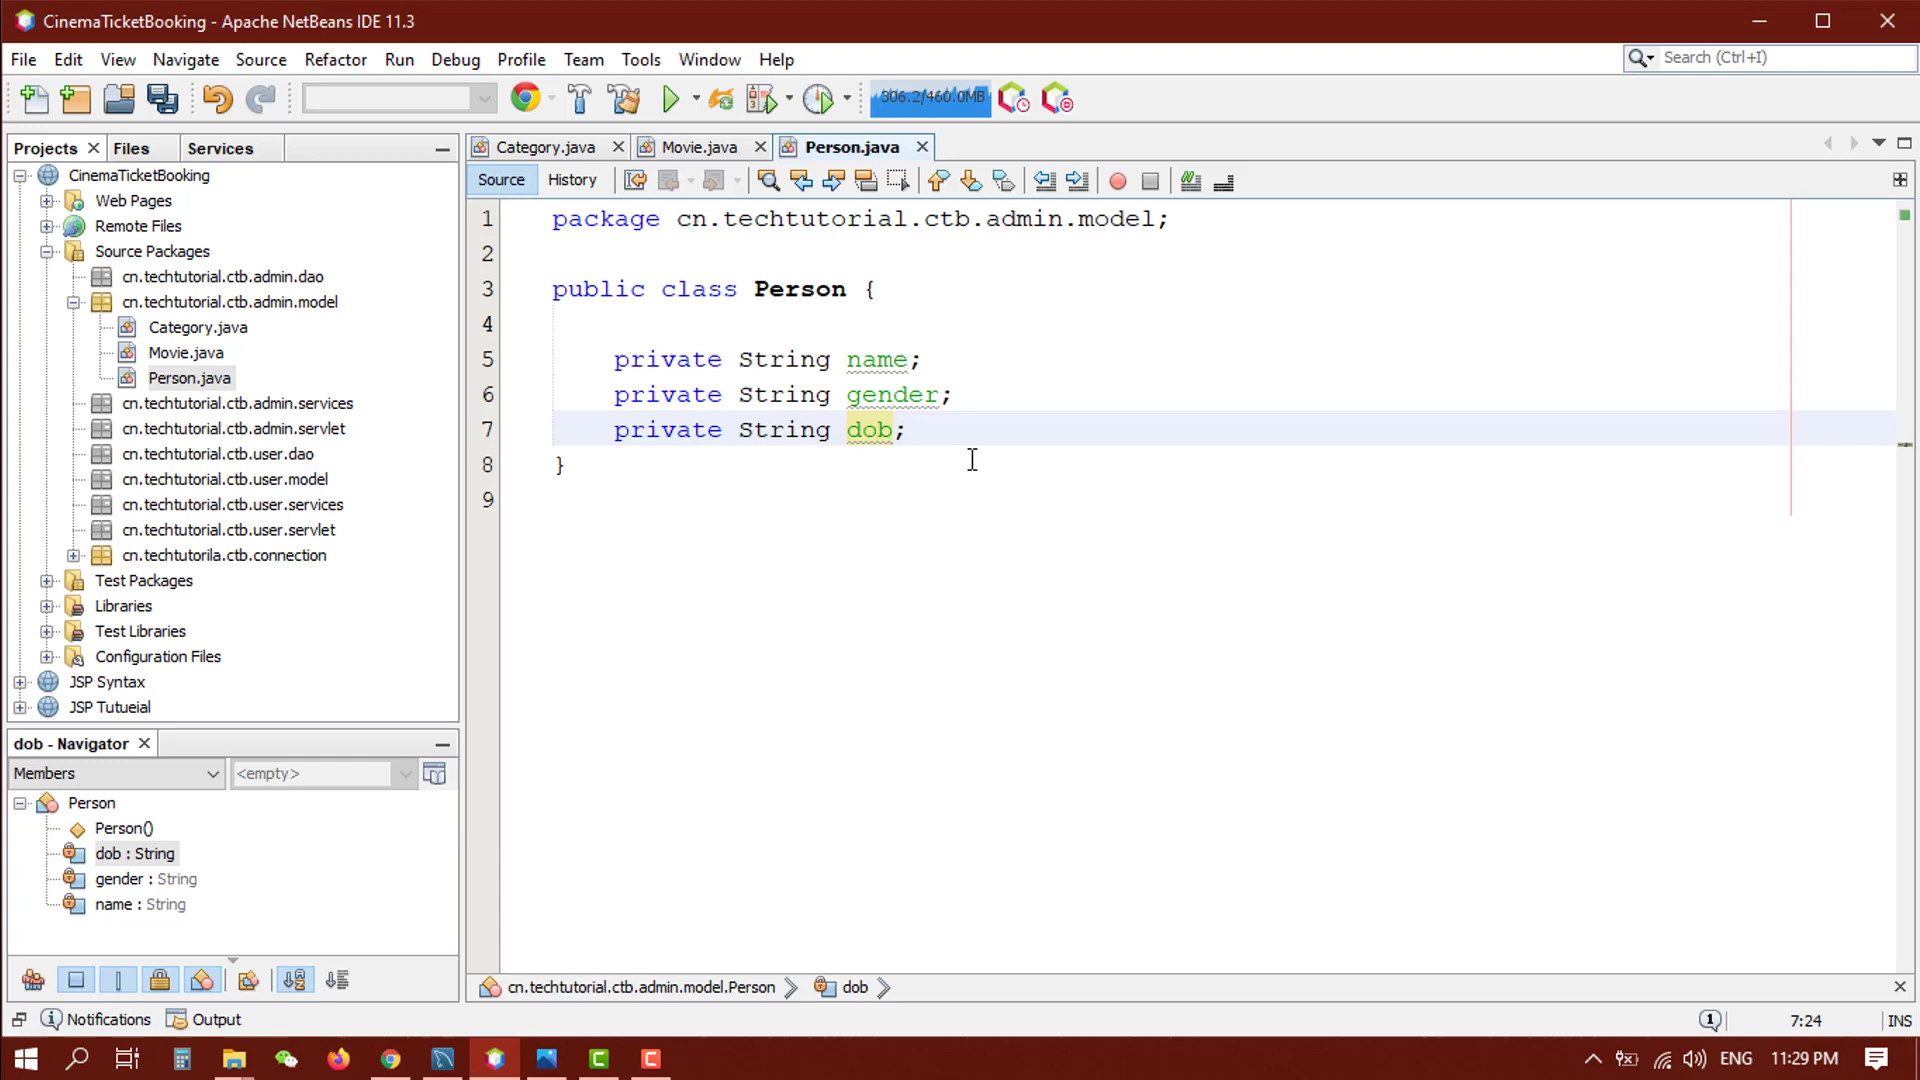 CinemaTicketBooking - Apache NetBeans IDE 11.3
File Edit View Navigate Source Refactor Run Debug Profile Team Tools Window Help
Search (Ctrl+I)
306.2/460.0MB
Projects Files Services
CinemaTicketBooking
Web Pages
Remote Files
Source Packages
cn.techtutorial.ctb.admin.dao
cn.techtutorial.ctb.admin.model
Category.java
Movie.java
Person.java
cn.techtutorial.ctb.admin.services
cn.techtutorial.ctb.admin.servlet
cn.techtutorial.ctb.user.dao
cn.techtutorial.ctb.user.model
cn.techtutorial.ctb.user.services
cn.techtutorial.ctb.user.servlet
cn.techtutorila.ctb.connection
Test Packages
Libraries
Test Libraries
Configuration Files
JSP Syntax
JSP Tutueial
dob - Navigator
Members <empty>
Person
Person()
dob : String
gender : String
name : String
Category.java Movie.java Person.java
Source History
1 package cn.techtutorial.ctb.admin.model;
2
3 public class Person {
4
5 private String name;
6 private String gender;
7 private String dob;
8 }
9
cn.techtutorial.ctb.admin.model.Person dob
Notifications Output
7:24 INS
ENG 11:29 PM